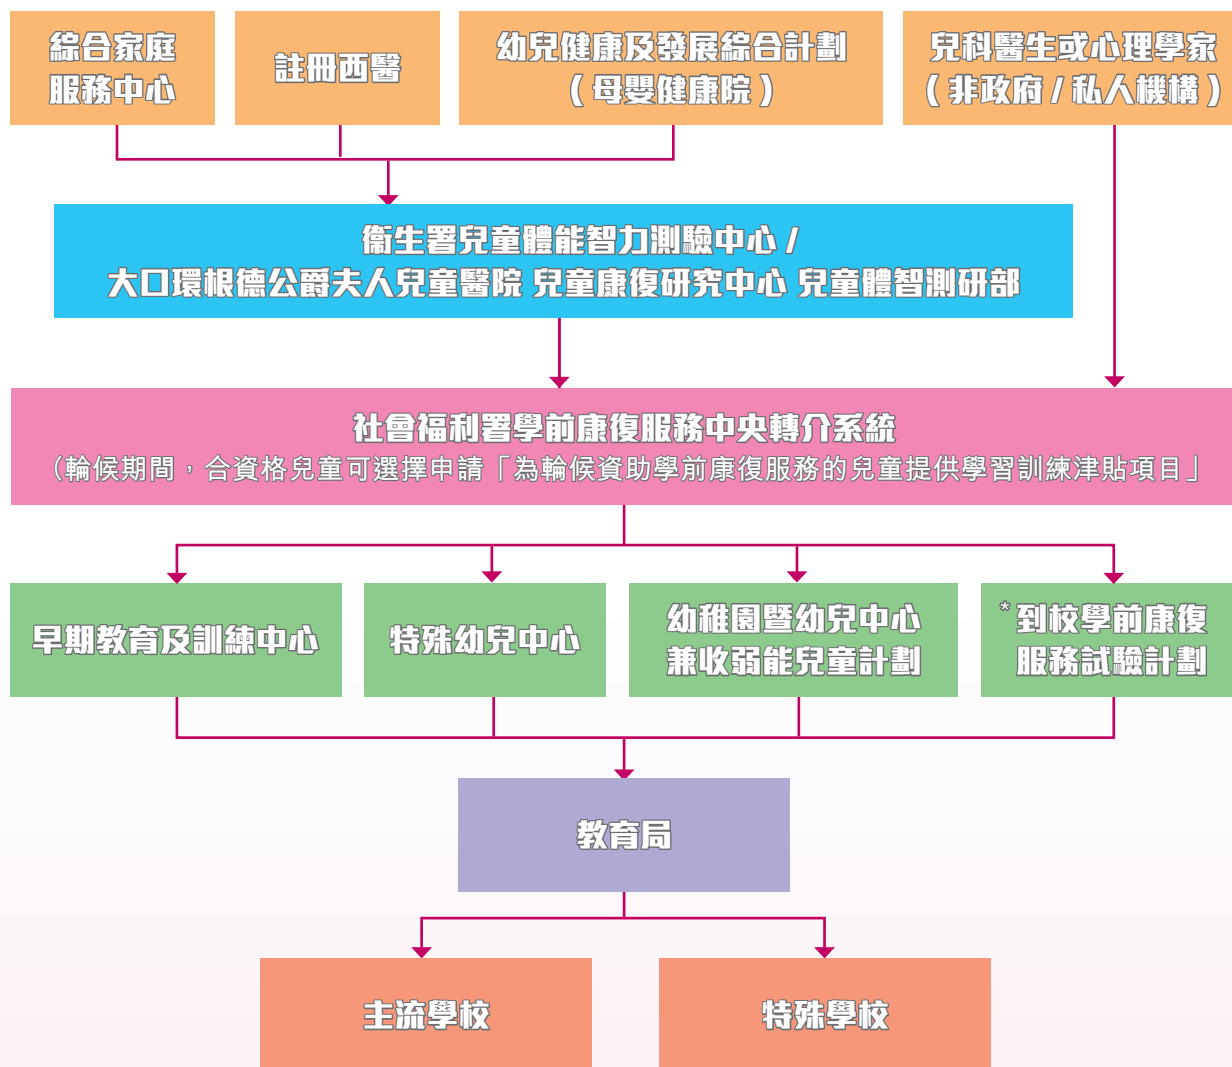 綜合家庭
服務中心
註冊西醫
幼兒健康及發展綜合計劃
（母嬰健康院）
兒科醫生或心理學家
（非政府 / 私人機構）
衞生署兒童體能智力測驗中心 /
大口環根德公爵夫人兒童醫院 兒童康復研究中心 兒童體智測研部
社會福利署學前康復服務中央轉介系統
（輪候期間，合資格兒童可選擇申請「為輪候資助學前康復服務的兒童提供學習訓練津貼項目」
早期教育及訓練中心
特殊幼兒中心
幼稚園暨幼兒中心
兼收弱能兒童計劃
*到校學前康復
服務試驗計劃
教育局
主流學校
特殊學校